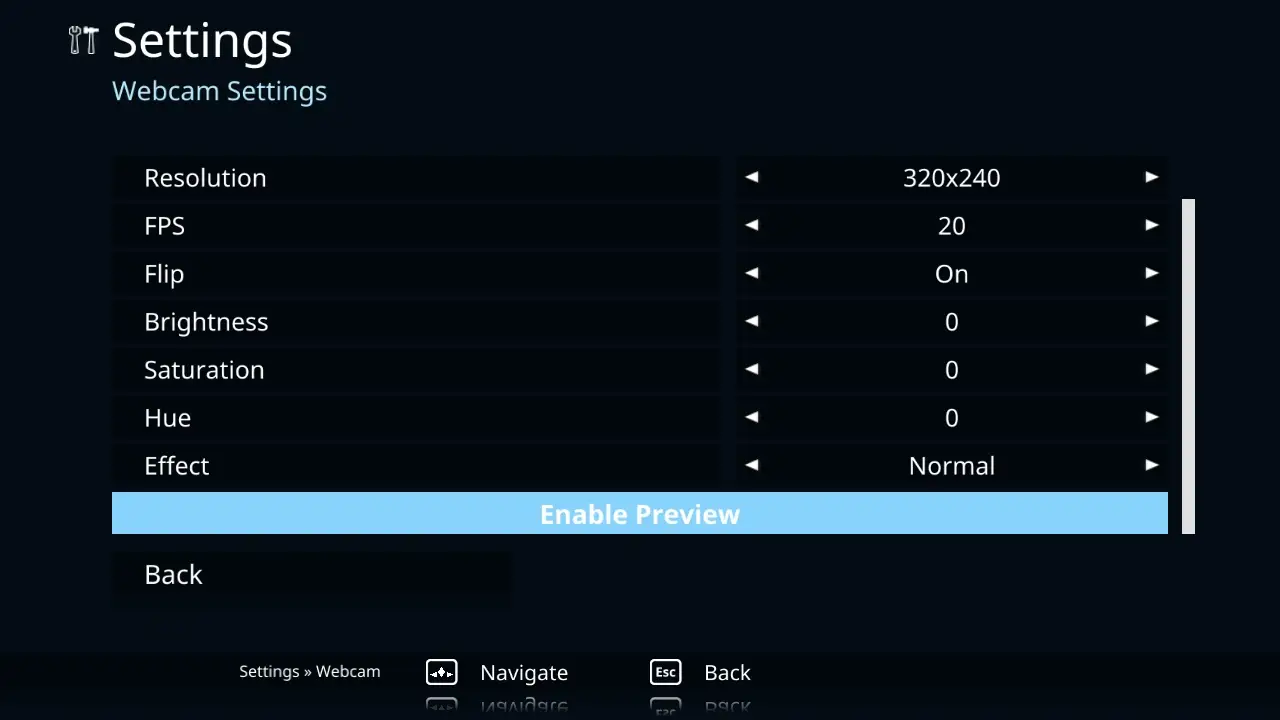 Settings
Webcam Settings
Resolution 320x240
FPS 20
Flip On
Brightness 0
Saturation 0
Hue 0
Effect Normal
Enable Preview
Back
Settings » Webcam Navigate Esc Back